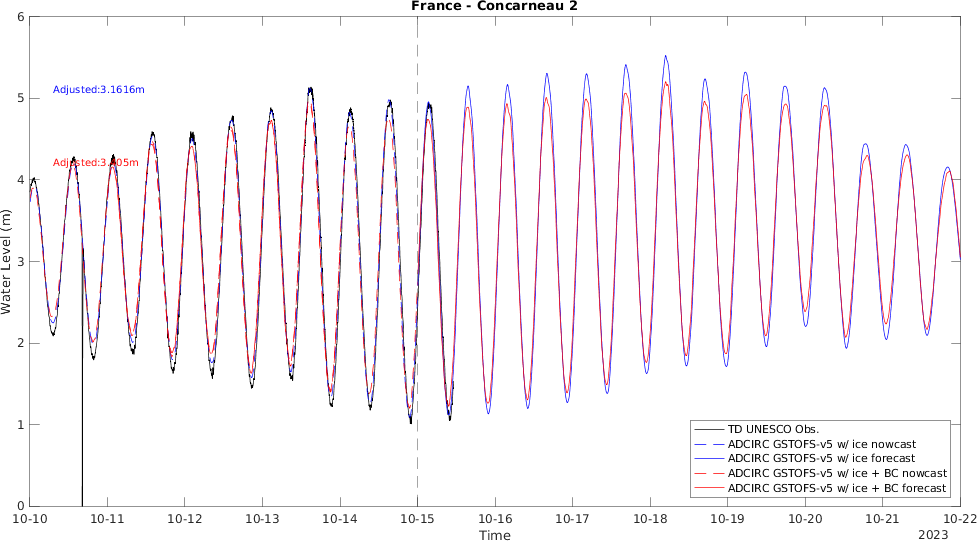 France - Concarneau 2
Water Level (m)
6
5
4
3
2
1
0
Adjusted:3.1616m
TD UNESCO Obs.
ADCIRC GSTOFS-v5 w/ ice nowcast
ADCIRC GSTOFS-v5 w/ ice forecast
ADCIRC GSTOFS-v5 w/ ice + BC nowcast
ADCIRC GSTOFS-v5 w/ ice + BC forecast
10-10 10-11 10-12 10-13 10-14 10-15 10-16 10-17 10-18 10-19 10-20 10-21 10-22
Time
2023